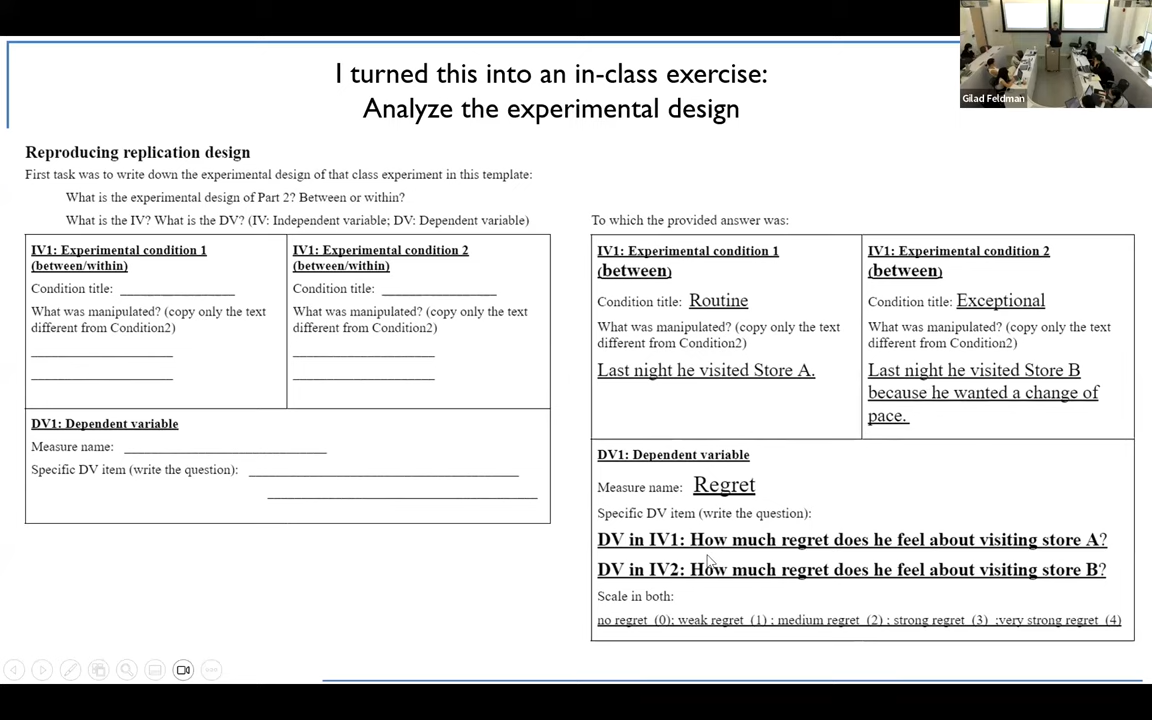 I turned this into an in-class exercise:
Analyze the experimental design
Gilad Feldman
Reproducing replication design
First task was to write down the experimental design of that class experiment in this template:
What is the experimental design of Part 2? Between or within?
What is the IV? What is the DV? (IV: Independent variable; DV: Dependent variable)
IV1: Experimental condition 1
(between/within)
Condition title: _________________
What was manipulated? (copy only the text
different from Condition2)
_____________________
_____________________
IV1: Experimental condition 2
(between/within)
Condition title: _________________
What was manipulated? (copy only the text
different from Condition2)
_____________________
_____________________
DV1: Dependent variable
Measure name: ______________________________
Specific DV item (write the question): ________________________________________
________________________________________
To which the provided answer was:
IV1: Experimental condition 1
(between)
Condition title: Routine
What was manipulated? (copy only the text
different from Condition2)
Last night he visited Store A.
IV1: Experimental condition 2
(between)
Condition title: Exceptional
What was manipulated? (copy only the text
different from Condition2)
Last night he visited Store B
because he wanted a change of
pace.
DV1: Dependent variable
Measure name: Regret
Specific DV item (write the question):
DV in IV1: How much regret does he feel about visiting store A?
DV in IV2: How much regret does he feel about visiting store B?
Scale in both:
no regret (0); weak regret (1) ; medium regret (2) ; strong regret (3) ;very strong regret (4)